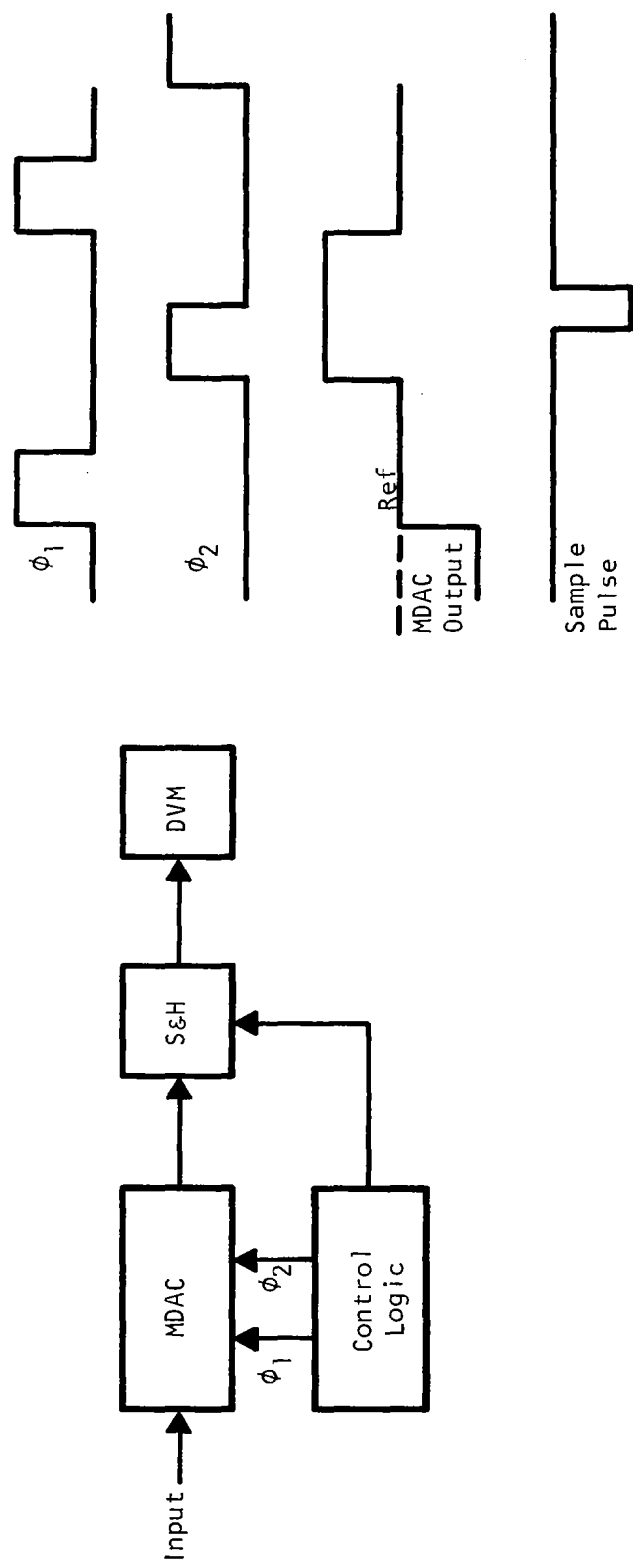 Input
MDAC
S&H
DVM
ϕ1
ϕ2
Control
Logic
ϕ1
ϕ2
Ref
MDAC
Output
Sample
Pulse